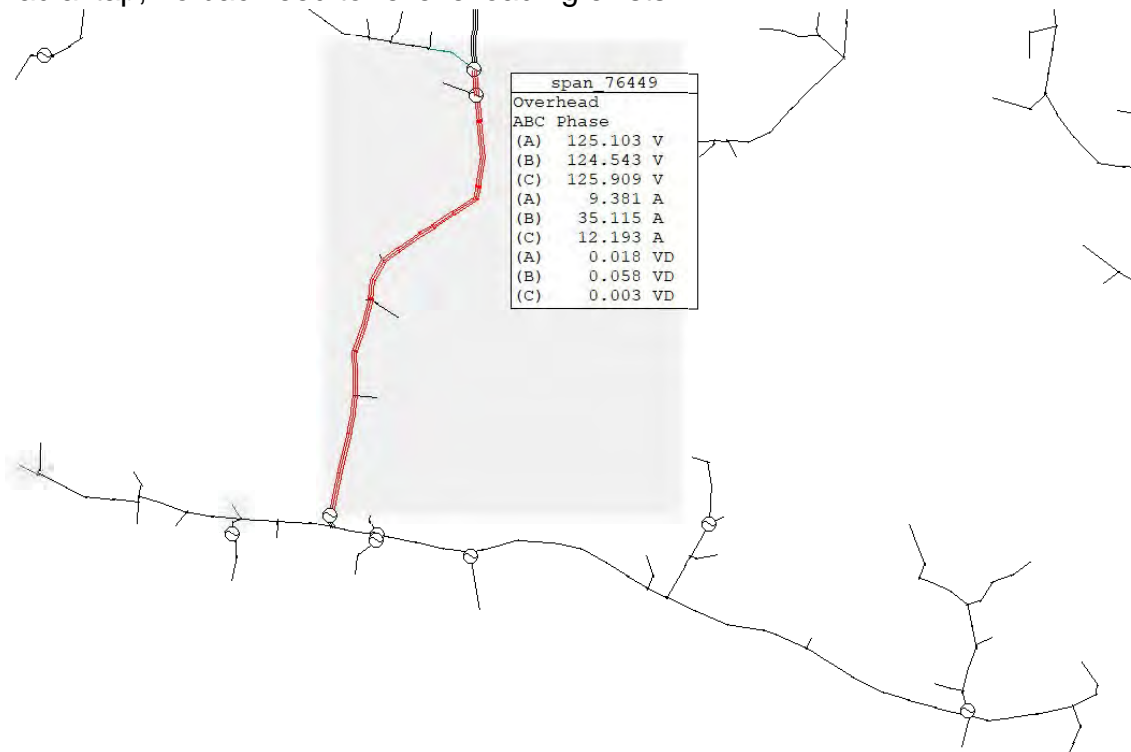 span_76449
Overhead
ABC Phase
(A) 125.103 V
(B) 124.543 V
(C) 125.909 V
(A) 9.381 A
(B) 35.115 A
(C) 12.193 A
(A) 0.018 VD
(B) 0.058 VD
(C) 0.003 VD